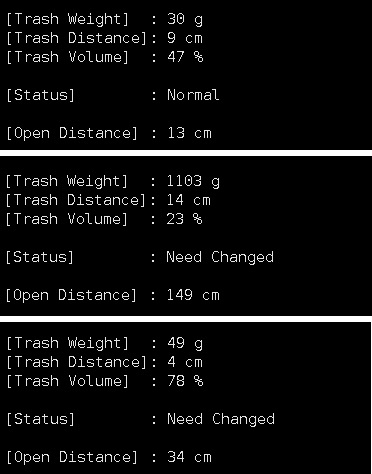 [Trash Weight]  : 30 g
[Trash Distance]: 9 cm
[Trash Volume]  : 47 %
[Status]        : Normal
[Open Distance] : 13 cm
[Trash Weight]  : 1103 g
[Trash Distance]: 14 cm
[Trash Volume]  : 23 %
[Status]        : Need Changed
[Open Distance] : 149 cm
[Trash Weight]  : 49 g
[Trash Distance]: 4 cm
[Trash Volume]  : 78 %
[Status]        : Need Changed
[Open Distance] : 34 cm